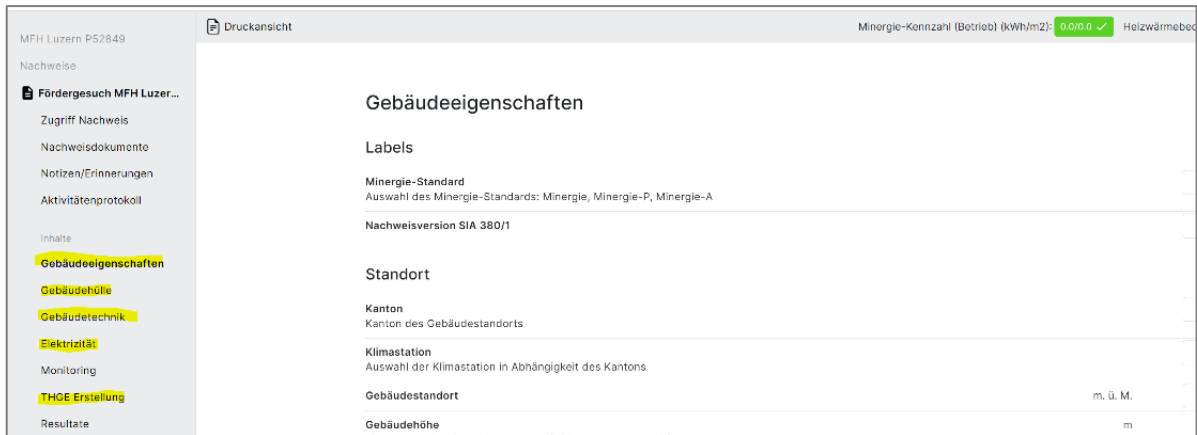 MFH Luzern P52849
Nachweise
Fördergesuch MFH Luzer...
Zugriff Nachweis
Nachweisdokumente
Notizen/Erinnerungen
Aktivitätenprotokoll
Inhalte
Gebäudeeigenschaften
Gebäudehülle
Gebäudetechnik
Elektrizität
Monitoring
THGE Erstellung
Resultate
Druckansicht
Minergie-Kennzahl (Betrieb) (kWh/m2): 0.0/0.0 ✓ Heizwärmebec
Gebäudeeigenschaften
Labels
Minergie-Standard
Auswahl des Minergie-Standards: Minergie, Minergie-P, Minergie-A
Nachweisversion SIA 380/1
Standort
Kanton
Kanton des Gebäudestandorts
Klimastation
Auswahl der Klimastation in Abhängigkeit des Kantons
Gebäudestandort m. ü. M.
Gebäudehöhe m